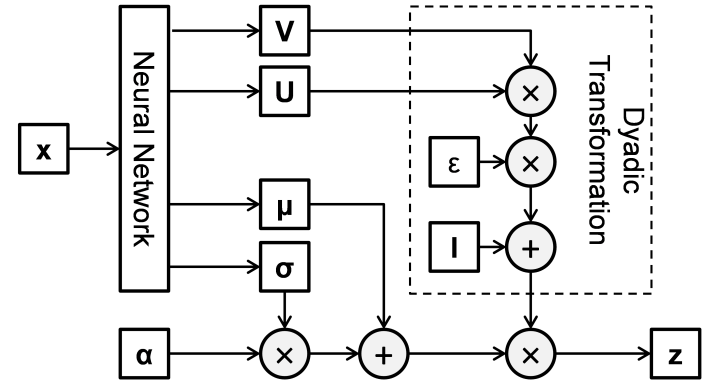 V
Dyadic
Transformation
Neural Network
U
×
x
ε
×
μ
I
+
σ
α
×
+
×
z